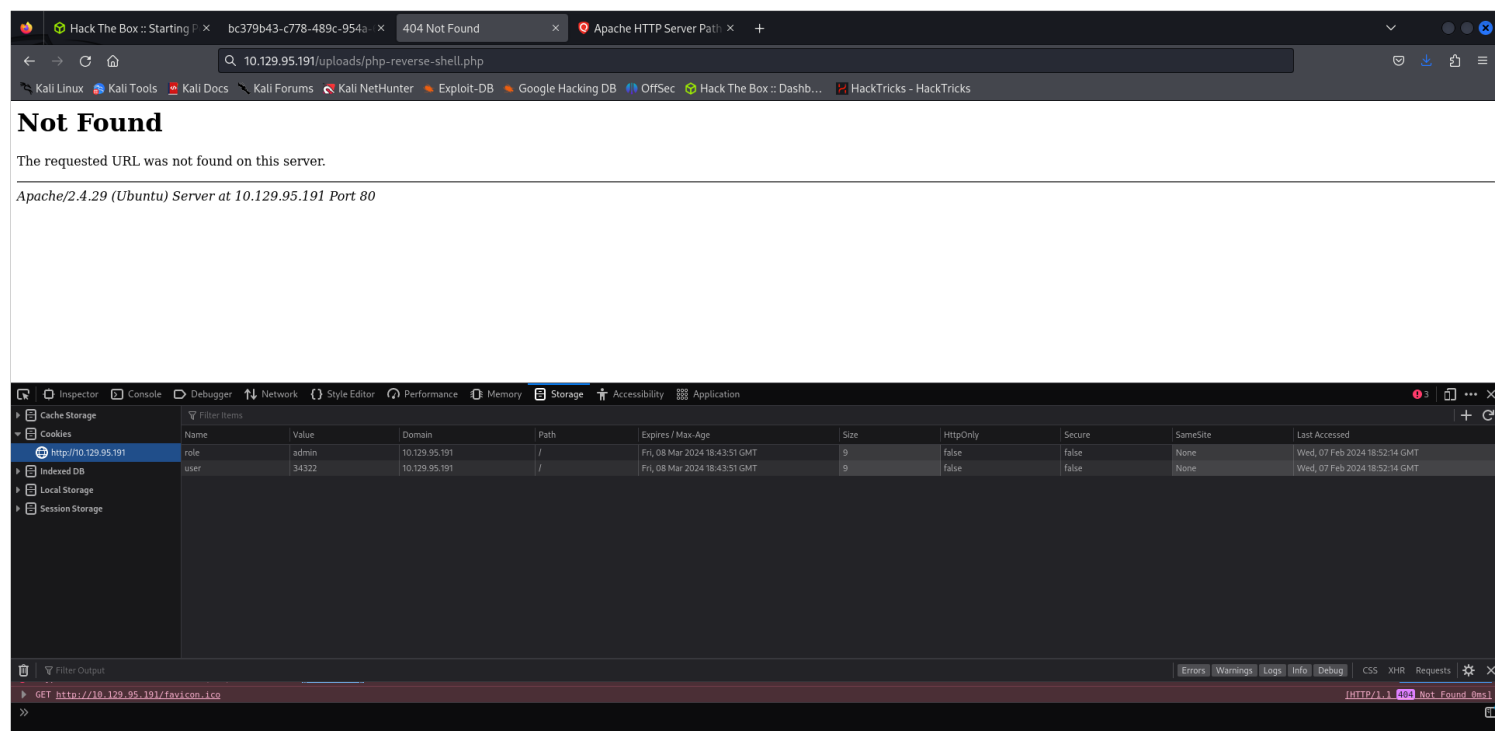 Hack The Box :: Starting P
bc379b43-c778-489c-954a-
404 Not Found
Apache HTTP Server Path
10.129.95.191/uploads/php-reverse-shell.php
Kali Linux Kali Tools Kali Docs Kali Forums Kali NetHunter Exploit-DB Google Hacking DB OffSec Hack The Box :: Dashb... HackTricks - HackTricks
Not Found
The requested URL was not found on this server.
Apache/2.4.29 (Ubuntu) Server at 10.129.95.191 Port 80
Inspector Console Debugger Network Style Editor Performance Memory Storage Accessibility Application 3
Cache Storage
Filter Items
Cookies
Name Value Domain Path Expires / Max-Age Size HttpOnly Secure SameSite Last Accessed
http://10.129.95.191
role admin 10.129.95.191 / Fri, 08 Mar 2024 18:43:51 GMT 9 false false None Wed, 07 Feb 2024 18:52:14 GMT
Indexed DB
user 34322 10.129.95.191 / Fri, 08 Mar 2024 18:43:51 GMT 9 false false None Wed, 07 Feb 2024 18:52:14 GMT
Local Storage
Session Storage
Filter Output
Errors Warnings Logs Info Debug CSS XHR Requests
GET http://10.129.95.191/favicon.ico
[HTTP/1.1 404 Not Found 0ms]